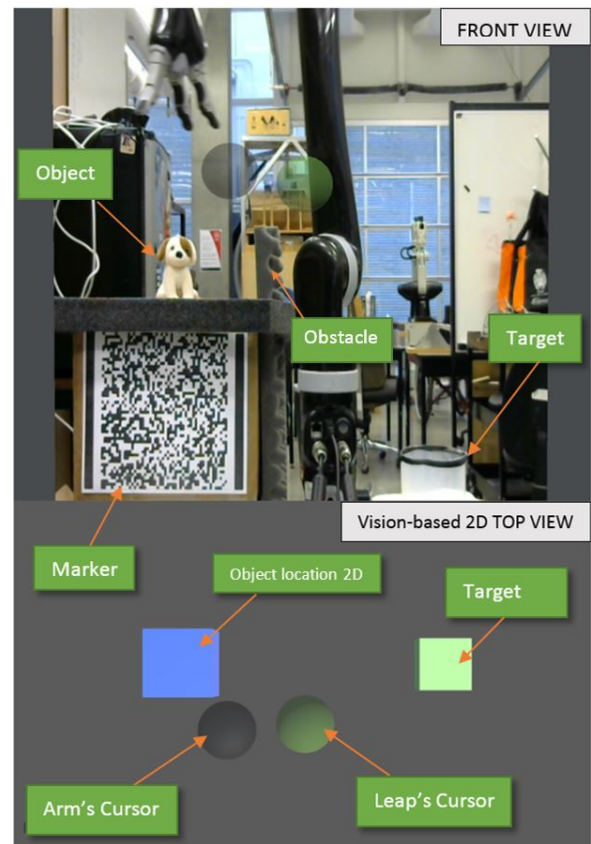 FRONT VIEW
Object
Obstacle
Target
Vision-based 2D TOP VIEW
Marker
Object location 2D
Target
Arm's Cursor
Leap's Cursor